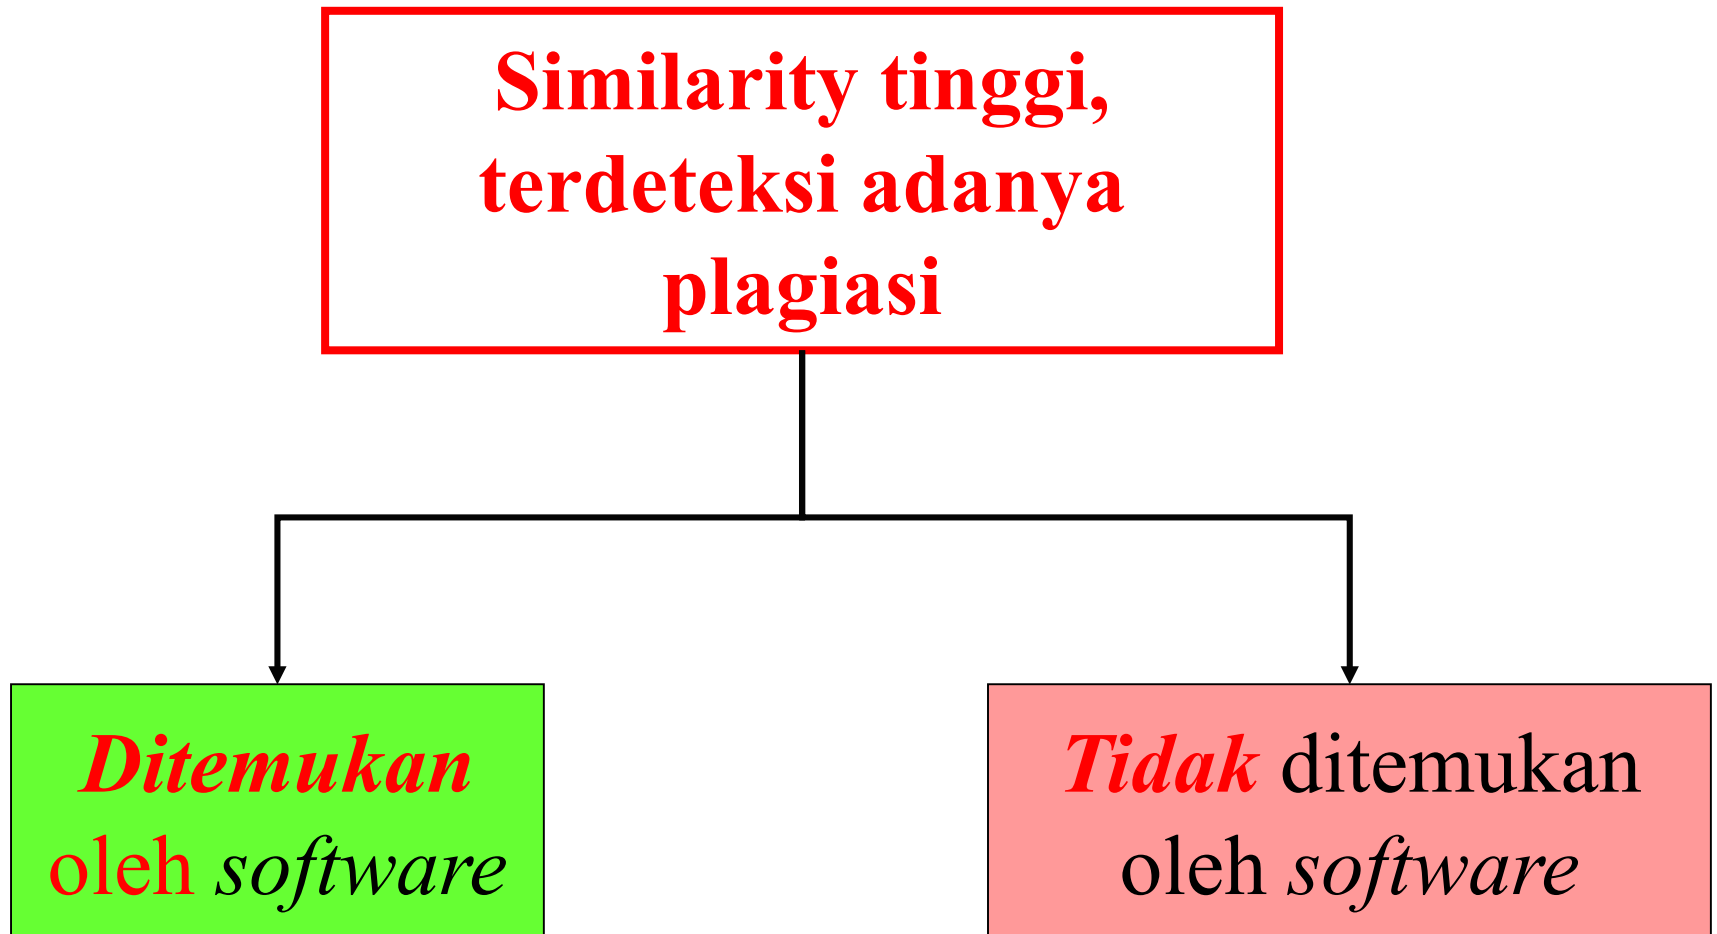 Similarity tinggi,
terdeteksi adanya
plagiasi
Ditemukan
oleh software
Tidak ditemukan
oleh software